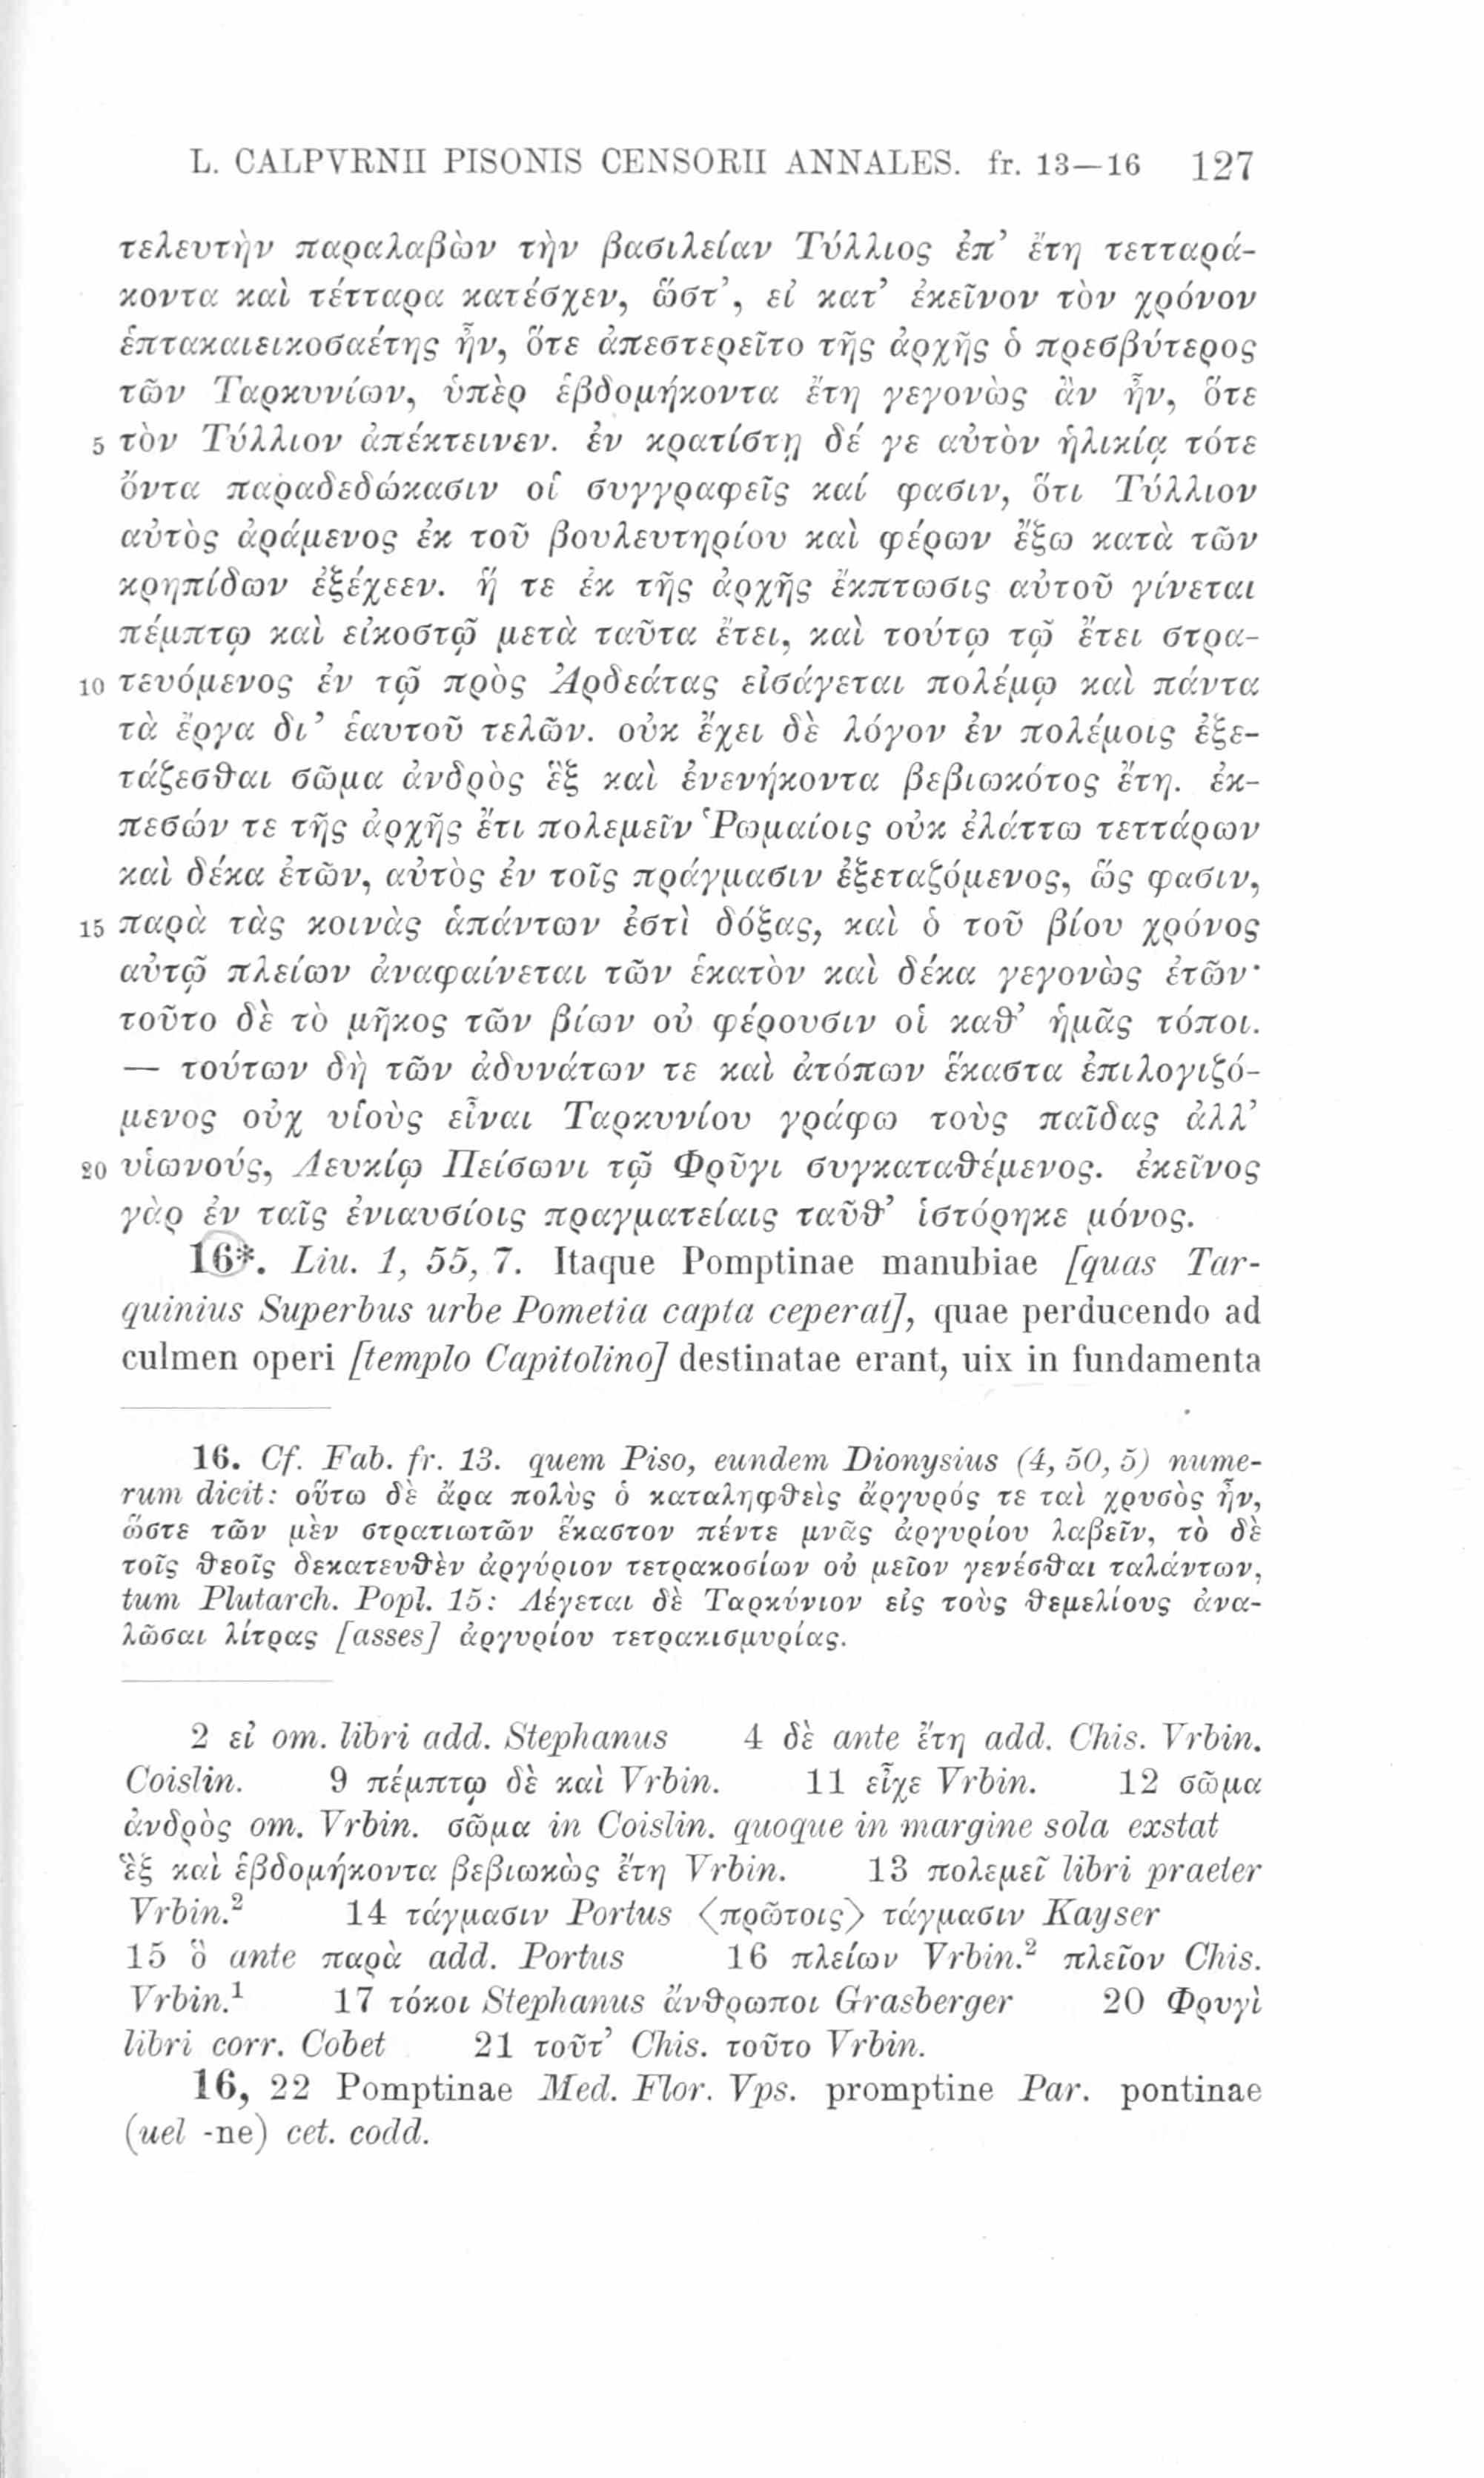 L. CALPVRNII PISONIS CENSORII ANNALES. fr. 13—16 127
τελευτὴν παραλαβὼν τὴν βασιλείαν Τύλλιος ἐπ’ ἔτη τετταρά-
κοντα καὶ τέτταρα κατέσχεν, ὥστ’, εἰ κατ’ ἐκεῖνον τὸν χρόνον
ἑπτακαιεικοσαέτης ἦν, ὅτε ἀπεστερεῖτο τῆς ἀρχῆς ὁ πρεσβύτερος
τῶν Ταρκυνίων, ὑπὲρ ἑβδομήκοντα ἔτη γεγονὼς ἂν ἦν, ὅτε
5 τὸν Τύλλιον ἀπέκτεινεν. ἐν κρατίστῃ δέ γε αὐτὸν ἡλικίᾳ τότε
ὄντα παραδεδώκασιν οἱ συγγραφεῖς καί φασιν, ὅτι Τύλλιον
αὐτὸς ἀράμενος ἐκ τοῦ βουλευτηρίου καὶ φέρων ἔξω κατὰ τῶν
κρηπίδων ἐξέχεεν. ἥ τε ἐκ τῆς ἀρχῆς ἔκπτωσις αὐτοῦ γίνεται
πέμπτῳ καὶ εἰκοστῷ μετὰ ταῦτα ἔτει, καὶ τούτῳ τῷ ἔτει στρα-
10 τευόμενος ἐν τῷ πρὸς Ἀρδεάτας εἰσάγεται πολέμῳ καὶ πάντα
τὰ ἔργα δι’ ἑαυτοῦ τελῶν. οὐκ ἔχει δὲ λόγον ἐν πολέμοις ἐξε-
τάζεσθαι σῶμα ἀνδρὸς ἓξ καὶ ἐνενήκοντα βεβιωκότος ἔτη. ἐκ-
πεσών τε τῆς ἀρχῆς ἔτι πολεμεῖν Ῥωμαίοις οὐκ ἐλάττω τεττάρων
καὶ δέκα ἐτῶν, αὐτὸς ἐν τοῖς πράγμασιν ἐξεταζόμενος, ὥς φασιν,
15 παρὰ τὰς κοινὰς ἁπάντων ἐστὶ δόξας, καὶ ὁ τοῦ βίου χρόνος
αὐτῷ πλείων ἀναφαίνεται τῶν ἑκατὸν καὶ δέκα γεγονὼς ἐτῶν·
τοῦτο δὲ τὸ μῆκος τῶν βίων οὐ φέρουσιν οἱ καθ’ ἡμᾶς τόποι.
— τούτων δὴ τῶν ἀδυνάτων τε καὶ ἀτόπων ἕκαστα ἐπιλογιζό-
μενος οὐχ υἱοὺς εἶναι Ταρκυνίου γράφω τοὺς παῖδας ἀλλ’
20 υἱωνούς, Λευκίῳ Πείσωνι τῷ Φρῦγι συγκαταθέμενος. ἐκεῖνος
γὰρ ἐν ταῖς ἐνιαυσίοις πραγματείαις ταῦθ’ ἱστόρηκε μόνος.
16*. Liu. 1, 55, 7. Itaque Pomptinae manubiae [quas Tar-
quinius Superbus urbe Pometia capta ceperat], quae perducendo ad
culmen operi [templo Capitolino] destinatae erant, uix in fundamenta
16. Cf. Fab. fr. 13. quem Piso, eundem Dionysius (4, 50, 5) nume-
rum dicit: οὕτω δὲ ἄρα πολὺς ὁ καταληφθεὶς ἄργυρός τε ταὶ χρυσὸς ἦν,
ὥστε τῶν μὲν στρατιωτῶν ἕκαστον πέντε μνᾶς ἀργυρίου λαβεῖν, τὸ δὲ
τοῖς θεοῖς δεκατευθὲν ἀργύριον τετρακοσίων οὐ μεῖον γενέσθαι ταλάντων,
tum Plutarch. Popl. 15: Λέγεται δὲ Ταρκύνιον εἰς τοὺς θεμελίους ἀνα-
λῶσαι λίτρας [asses] ἀργυρίου τετρακισμυρίας.
2 εἰ om. libri add. Stephanus 4 δὲ ante ἔτη add. Chis. Vrbin.
Coislin. 9 πέμπτῳ δὲ καὶ Vrbin. 11 εἶχε Vrbin. 12 σῶμα
ἀνδρὸς om. Vrbin. σῶμα in Coislin. quoque in margine sola exstat
ἓξ καὶ ἑβδομήκοντα βεβιωκὼς ἔτη Vrbin. 13 πολεμεῖ libri praeter
Vrbin.² 14 τάγμασιν Portus ⟨πρῶτοις⟩ τάγμασιν Kayser
15 ὃ ante παρὰ add. Portus 16 πλείων Vrbin.² πλεῖον Chis.
Vrbin.¹ 17 τόκοι Stephanus ἄνθρωποι Grasberger 20 Φρυγὶ
libri corr. Cobet 21 τοῦτ’ Chis. τοῦτο Vrbin.
16, 22 Pomptinae Med. Flor. Vps. promptine Par. pontinae
(uel -ne) cet. codd.